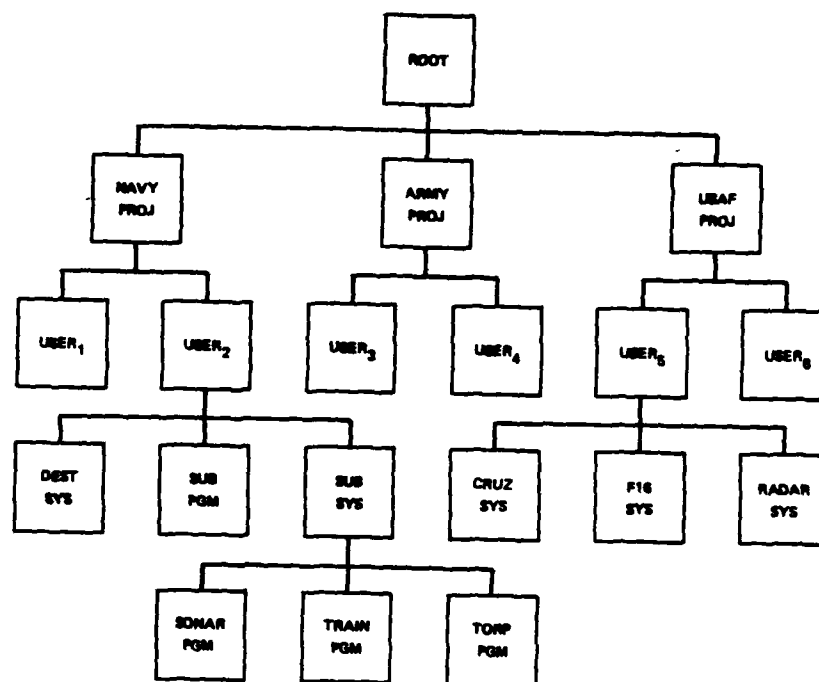 ROOT
NAVY
PROJ
ARMY
PROJ
USAF
PROJ
USER1
USER2
USER3
USER4
USER5
USER6
DEST
SYS
SUB
PGM
SUB
SYS
CRUZ
SYS
F16
SYS
RADAR
SYS
SONAR
PGM
TRAIN
PGM
TORP
PGM